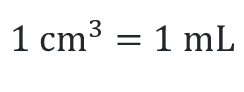 1 cm³ = 1 mL